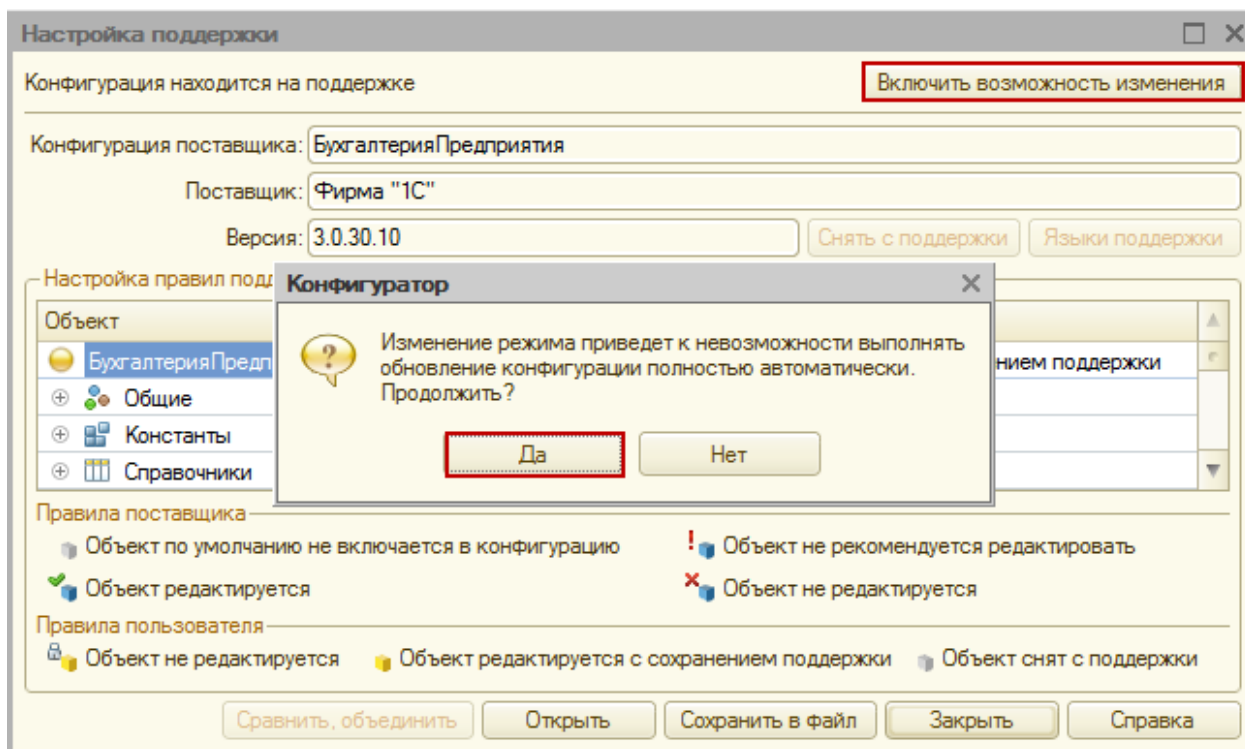 Настройка поддержки
Конфигурация находится на поддержке
Включить возможность изменения
Конфигурация поставщика: БухгалтерияПредприятия
Поставщик: Фирма "1С"
Версия: 3.0.30.10
Снять с поддержки
Языки поддержки
Настройка правил под
Конфигуратор
Изменение режима приведет к невозможности выполнять
обновление конфигурации полностью автоматически.
Продолжить?
Да
Нет
Объект
БухгалтерияПредп
нием поддержки
Общие
Константы
Справочники
Правила поставщика
Объект по умолчанию не включается в конфигурацию
Объект не рекомендуется редактировать
Объект редактируется
Объект не редактируется
Правила пользователя
Объект не редактируется
Объект редактируется с сохранением поддержки
Объект снят с поддержки
Сравнить, объединить
Открыть
Сохранить в файл
Закрыть
Справка